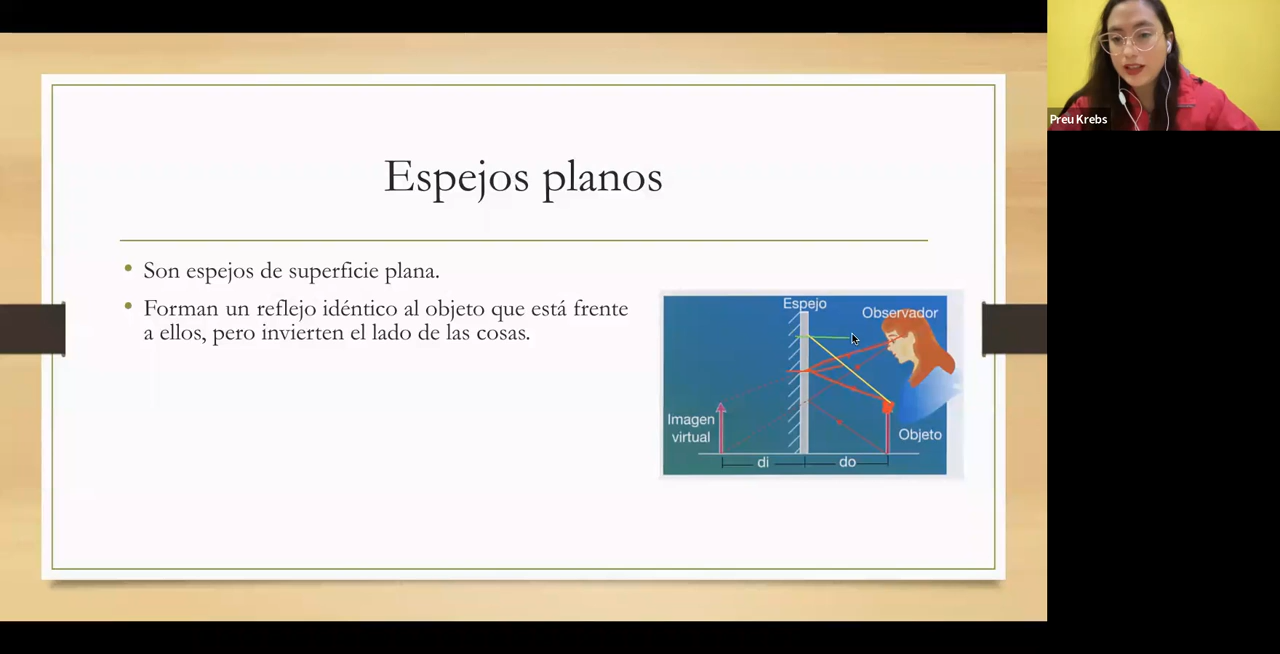 Espejos planos
Son espejos de superficie plana.
Forman un reflejo idéntico al objeto que está frente
a ellos, pero invierten el lado de las cosas.
Espejo
Observador
Imagen
virtual
Objeto
di
do
Preu Krebs